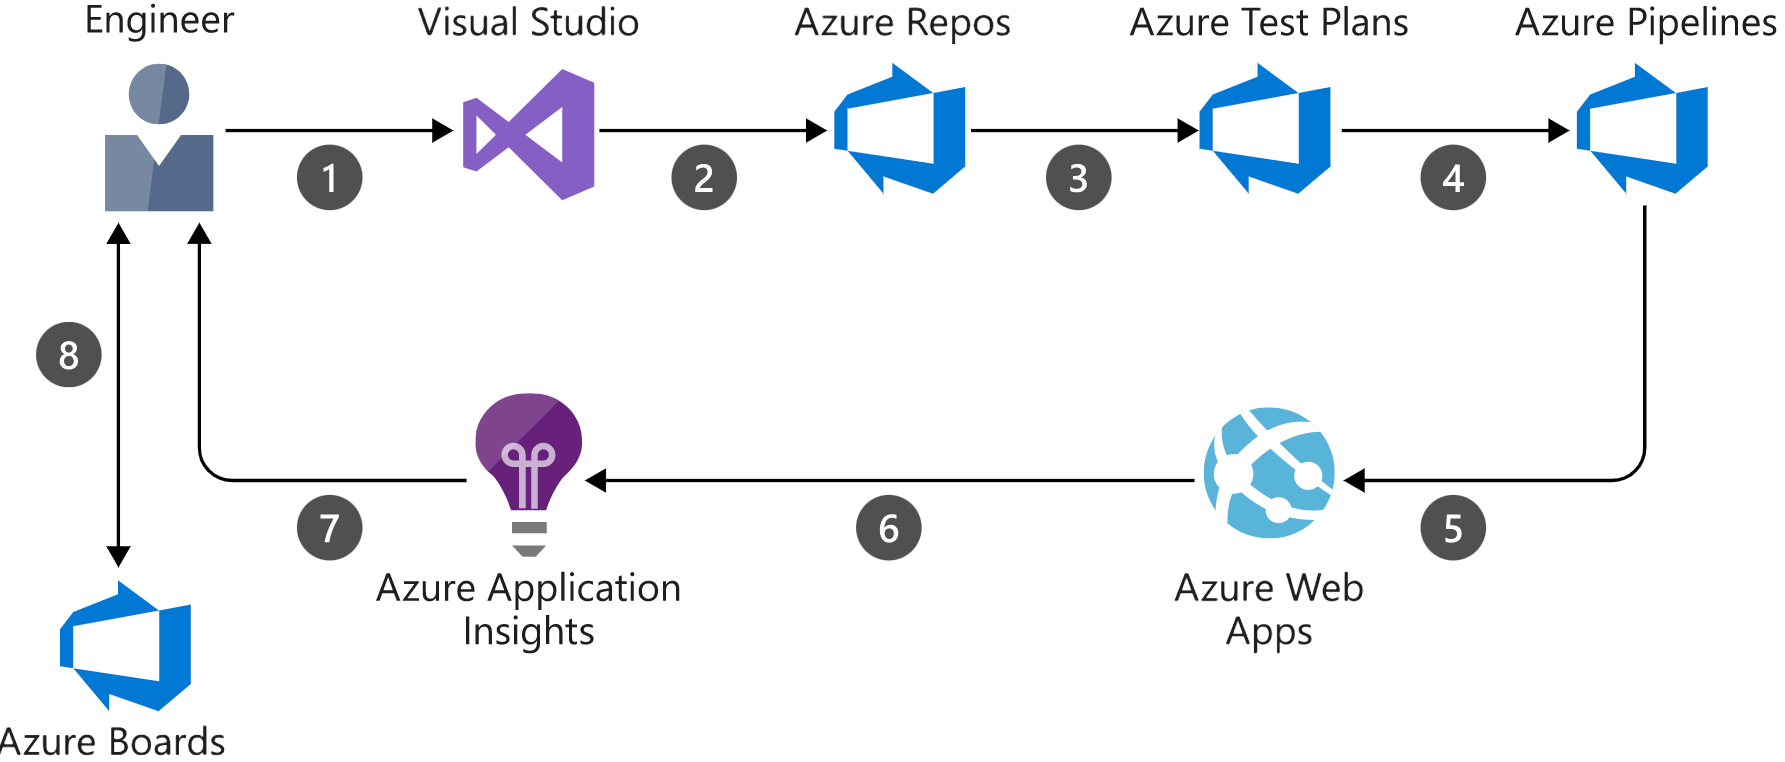 Engineer
Visual Studio
Azure Repos
Azure Test Plans
Azure Pipelines
1
2
3
4
8
7
6
5
Azure Application
Insights
Azure Web
Apps
Azure Boards